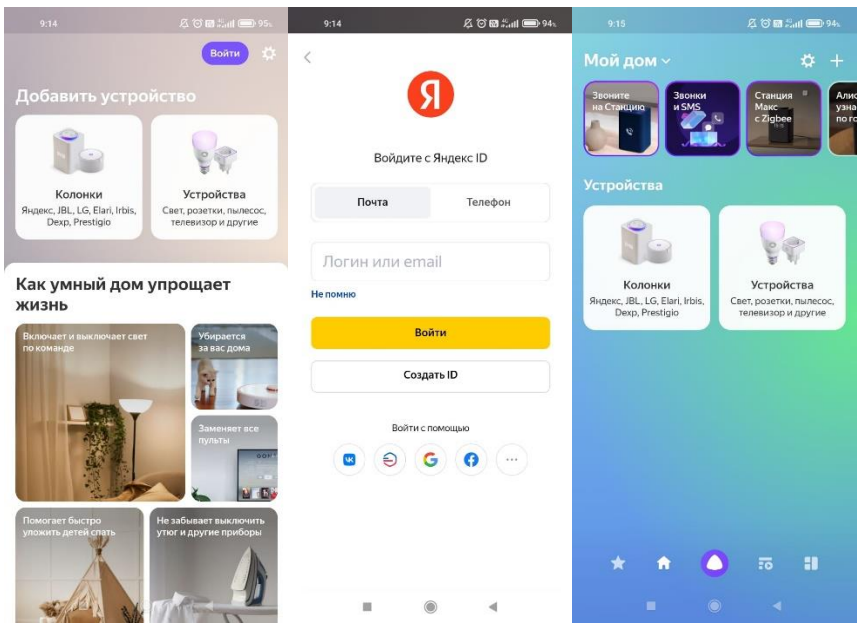 9:14
95%
Войти
Добавить устройство
Колонки
Яндекс, JBL, LG, Elari, Irbis,
Dexp, Prestigio
Устройства
Свет, розетки, пылесос,
телевизор и другие
Как умный дом упрощает
жизнь
Включает и выключает свет
по команде
Убирается
за вас дома
Заменяет все
пульты
Помогает быстро
уложить детей спать
Не забывает выключить
утюг и другие приборы
9:14
94%
Я
Войдите с Яндекс ID
Почта
Телефон
Логин или email
Не помню
Войти
Создать ID
Войти с помощью
9:15
94%
Мой дом
Звоните
на Станцию
Звонки
и SMS
Станция
Макс
с Zigbee
Устройства
Колонки
Яндекс, JBL, LG, Elari, Irbis,
Dexp, Prestigio
Устройства
Свет, розетки, пылесос,
телевизор и другие